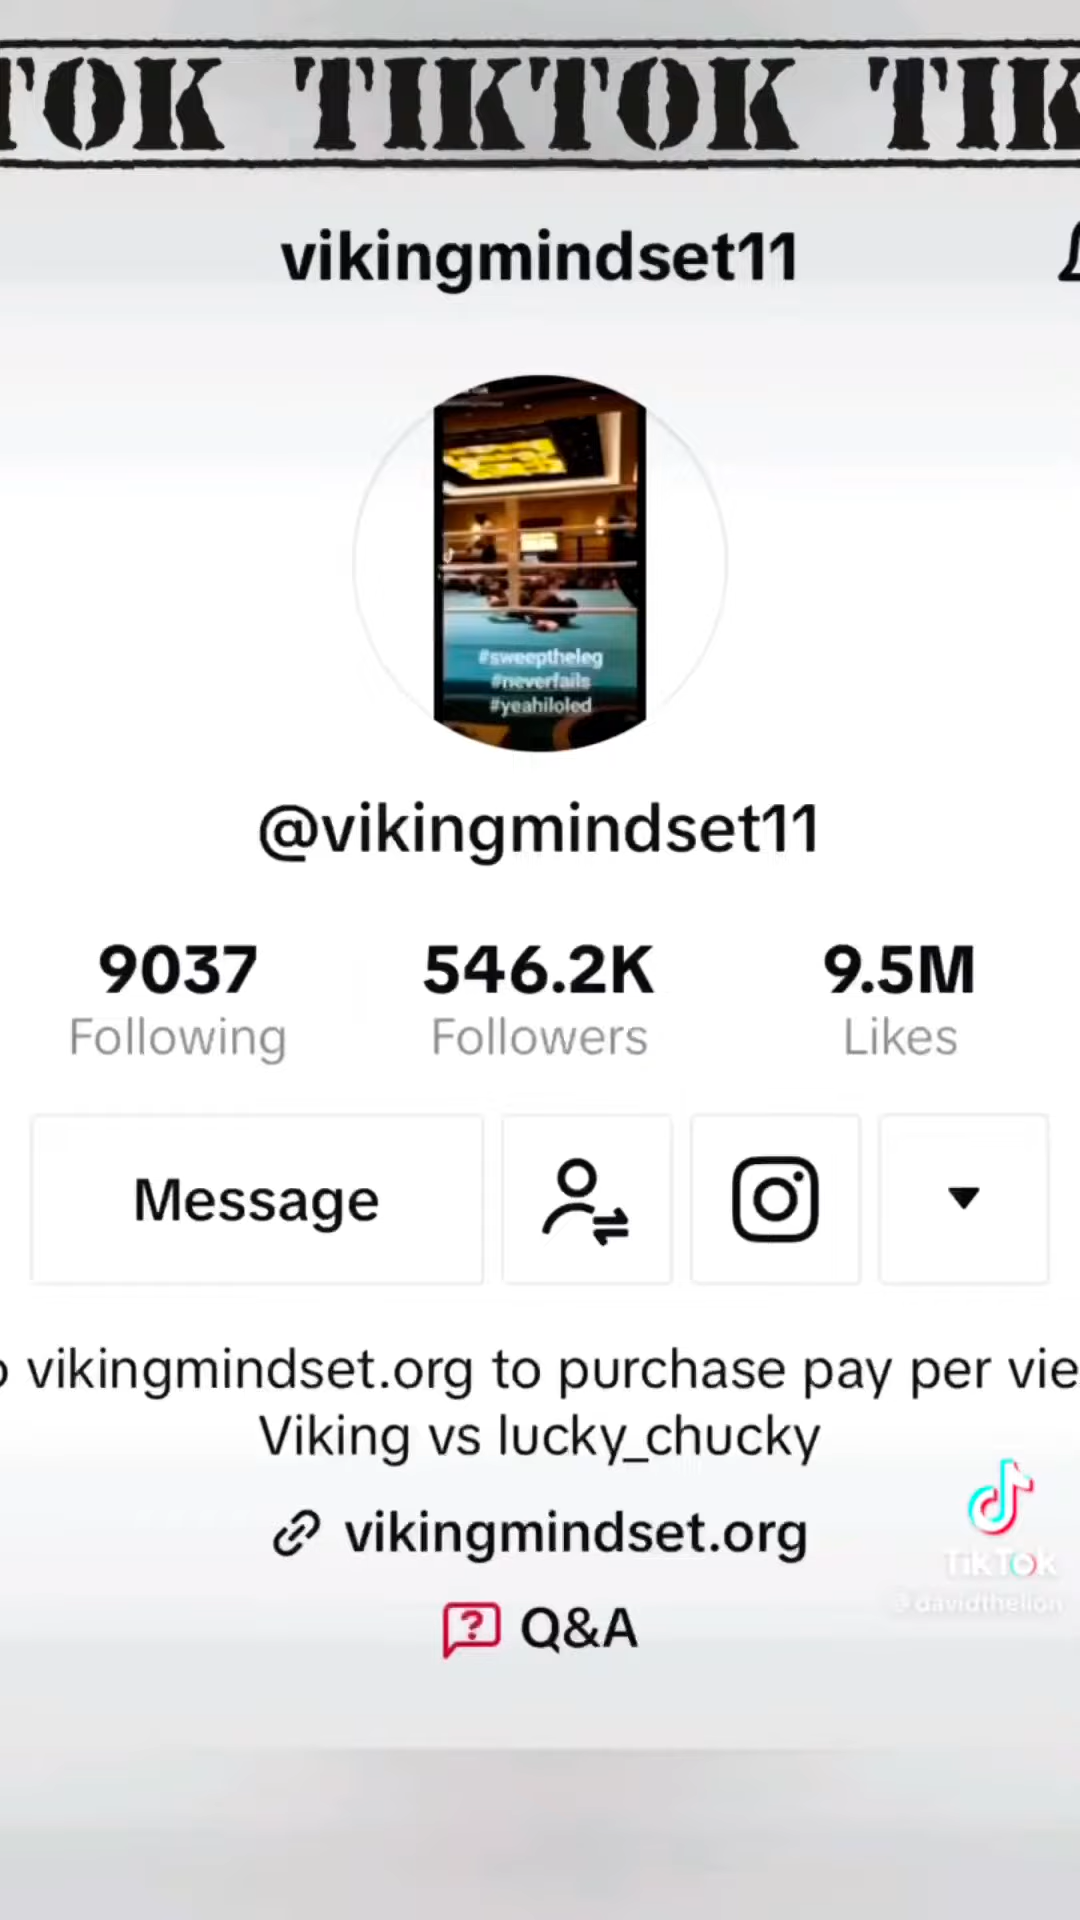 TOK TIKTOK TIK
vikingmindset11
#sweeptheleg
#neverfails
#yeahiloled
@vikingmindset11
9037 546.2K 9.5M
Following Followers Likes
Message
vikingmindset.org to purchase pay per vie
Viking vs lucky_chucky
vikingmindset.org
Q&A
TikTok
@davidthelion